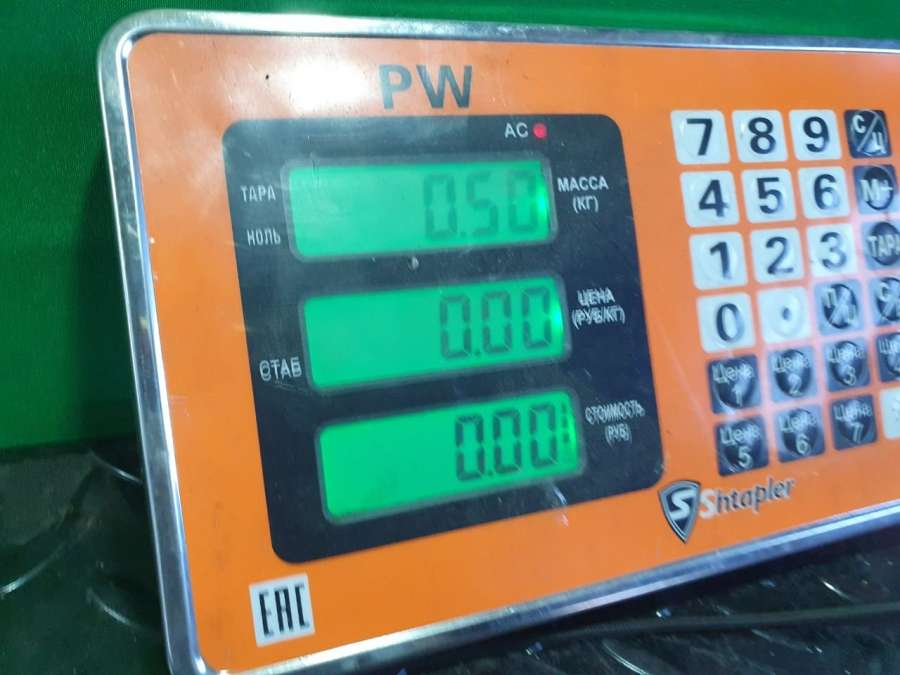 PW
AC
ТАРА
НОЛЬ
0.50
МАССА
(КГ)
0.00
ЦЕНА
(РУБ/КГ)
СТАБ
0.00
СТОИМОСТЬ
(РУБ)
7 8 9 С/Ц
4 5 6 М+
1 2 3 ТАРА
0 .
Цена 1 Цена 2 Цена 3
Цена 5 Цена 6 Цена 7
Shtapler
EAC